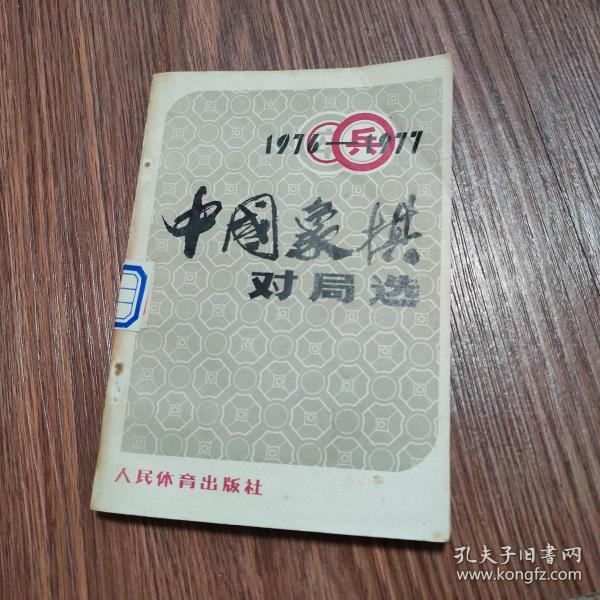 1976—1977
兵
中國象棋
对局选
人民体育出版社
孔夫子旧书网
www.kongfz.com